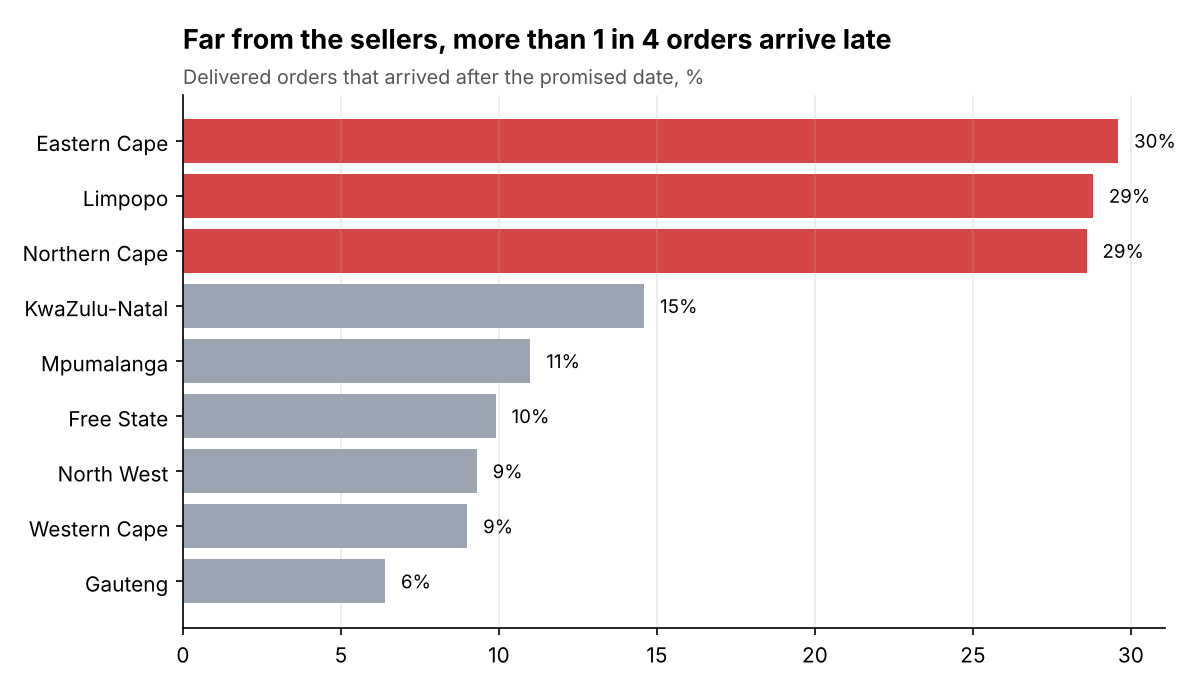 Far from the sellers, more than 1 in 4 orders arrive late
Delivered orders that arrived after the promised date, %
Eastern Cape 30%
Limpopo 29%
Northern Cape 29%
KwaZulu-Natal 15%
Mpumalanga 11%
Free State 10%
North West 9%
Western Cape 9%
Gauteng 6%
0 5 10 15 20 25 30